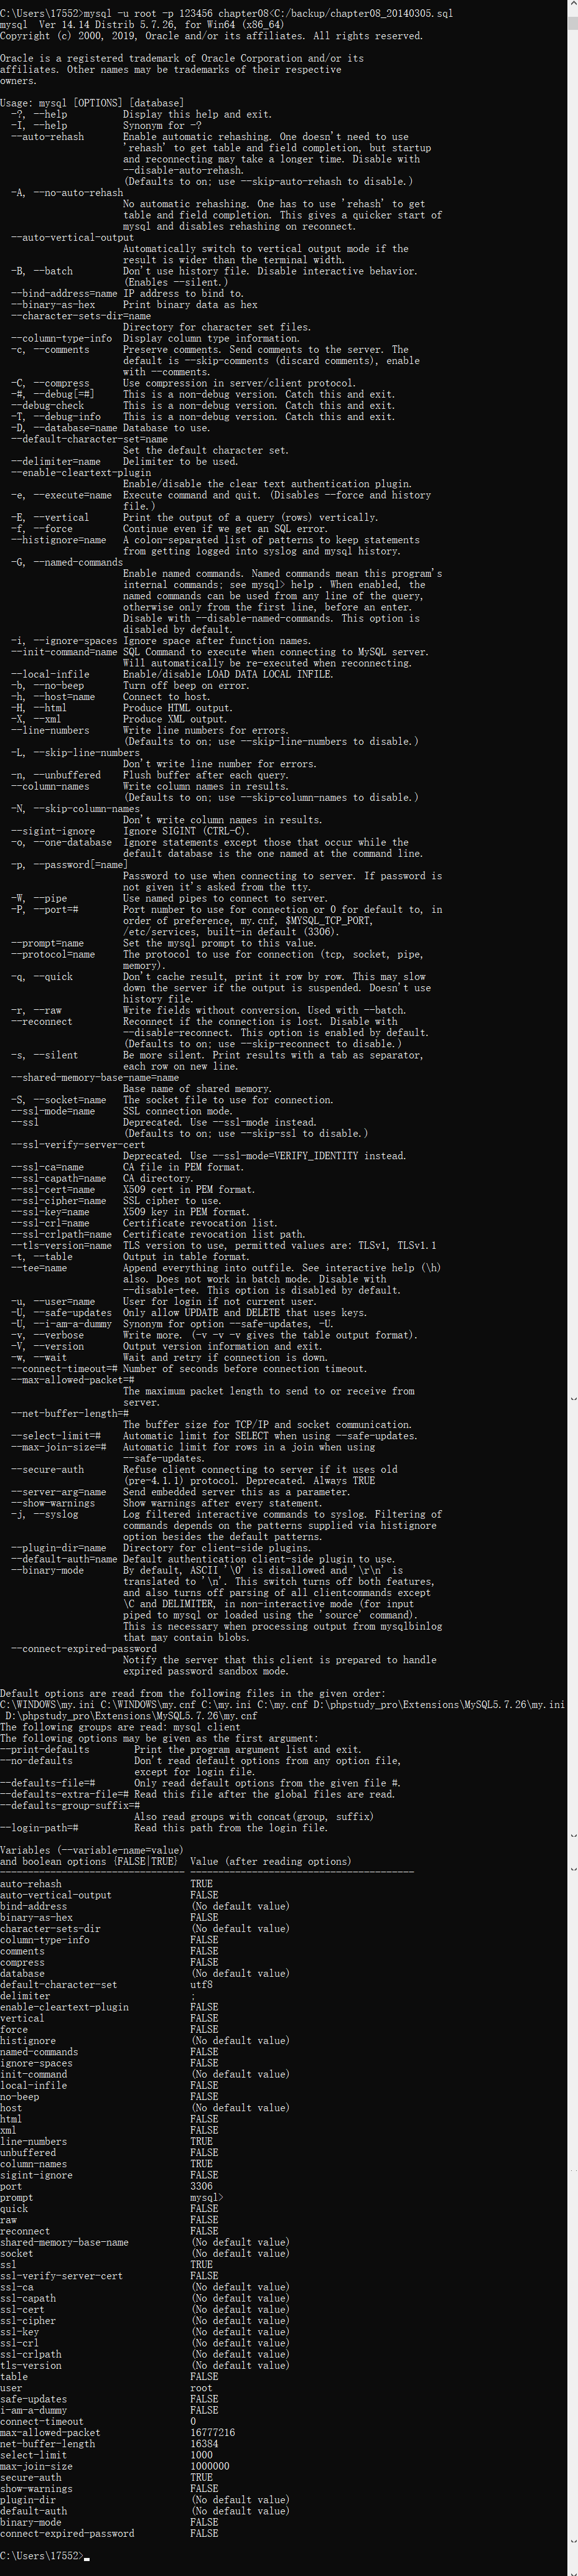 C:\Users\17552>mysql -u root -p 123456 chapter08<C:/backup/chapter08_20140305.sql
mysql  Ver 14.14 Distrib 5.7.26, for Win64 (x86_64)
Copyright (c) 2000, 2019, Oracle and/or its affiliates. All rights reserved.

Oracle is a registered trademark of Oracle Corporation and/or its
affiliates. Other names may be trademarks of their respective
owners.

Usage: mysql [OPTIONS] [database]
  -?, --help          Display this help and exit.
  -I, --help          Synonym for -?
  --auto-rehash       Enable automatic rehashing. One doesn't need to use
                      'rehash' to get table and field completion, but startup
                      and reconnecting may take a longer time. Disable with
                      --disable-auto-rehash.
                      (Defaults to on; use --skip-auto-rehash to disable.)
  -A, --no-auto-rehash
                      No automatic rehashing. One has to use 'rehash' to get
                      table and field completion. This gives a quicker start of
                      mysql and disables rehashing on reconnect.
  --auto-vertical-output
                      Automatically switch to vertical output mode if the
                      result is wider than the terminal width.
  -B, --batch         Don't use history file. Disable interactive behavior.
                      (Enables --silent.)
  --bind-address=name IP address to bind to.
  --binary-as-hex     Print binary data as hex
  --character-sets-dir=name
                      Directory for character set files.
  --column-type-info  Display column type information.
  -c, --comments      Preserve comments. Send comments to the server. The
                      default is --skip-comments (discard comments), enable
                      with --comments.
  -C, --compress      Use compression in server/client protocol.
  -#, --debug[=#]     This is a non-debug version. Catch this and exit.
  --debug-check       This is a non-debug version. Catch this and exit.
  -T, --debug-info    This is a non-debug version. Catch this and exit.
  -D, --database=name Database to use.
  --default-character-set=name
                      Set the default character set.
  --delimiter=name    Delimiter to be used.
  --enable-cleartext-plugin
                      Enable/disable the clear text authentication plugin.
  -e, --execute=name  Execute command and quit. (Disables --force and history
                      file.)
  -E, --vertical      Print the output of a query (rows) vertically.
  -f, --force         Continue even if we get an SQL error.
  --histignore=name   A colon-separated list of patterns to keep statements
                      from getting logged into syslog and mysql history.
  -G, --named-commands
                      Enable named commands. Named commands mean this program's
                      internal commands; see mysql> help . When enabled, the
                      named commands can be used from any line of the query,
                      otherwise only from the first line, before an enter.
                      Disable with --disable-named-commands. This option is
                      disabled by default.
  -i, --ignore-spaces Ignore space after function names.
  --init-command=name SQL Command to execute when connecting to MySQL server.
                      Will automatically be re-executed when reconnecting.
  --local-infile      Enable/disable LOAD DATA LOCAL INFILE.
  -b, --no-beep       Turn off beep on error.
  -h, --host=name     Connect to host.
  -H, --html          Produce HTML output.
  -X, --xml           Produce XML output.
  --line-numbers      Write line numbers for errors.
                      (Defaults to on; use --skip-line-numbers to disable.)
  -L, --skip-line-numbers
                      Don't write line number for errors.
  -n, --unbuffered    Flush buffer after each query.
  --column-names      Write column names in results.
                      (Defaults to on; use --skip-column-names to disable.)
  -N, --skip-column-names
                      Don't write column names in results.
  --sigint-ignore     Ignore SIGINT (CTRL-C).
  -o, --one-database  Ignore statements except those that occur while the
                      default database is the one named at the command line.
  -p, --password[=name]
                      Password to use when connecting to server. If password is
                      not given it's asked from the tty.
  -W, --pipe          Use named pipes to connect to server.
  -P, --port=#        Port number to use for connection or 0 for default to, in
                      order of preference, my.cnf, $MYSQL_TCP_PORT,
                      /etc/services, built-in default (3306).
  --prompt=name       Set the mysql prompt to this value.
  --protocol=name     The protocol to use for connection (tcp, socket, pipe,
                      memory).
  -q, --quick         Don't cache result, print it row by row. This may slow
                      down the server if the output is suspended. Doesn't use
                      history file.
  -r, --raw           Write fields without conversion. Used with --batch.
  --reconnect         Reconnect if the connection is lost. Disable with
                      --disable-reconnect. This option is enabled by default.
                      (Defaults to on; use --skip-reconnect to disable.)
  -s, --silent        Be more silent. Print results with a tab as separator,
                      each row on new line.
  --shared-memory-base-name=name
                      Base name of shared memory.
  -S, --socket=name   The socket file to use for connection.
  --ssl-mode=name     SSL connection mode.
  --ssl               Deprecated. Use --ssl-mode instead.
                      (Defaults to on; use --skip-ssl to disable.)
  --ssl-verify-server-cert
                      Deprecated. Use --ssl-mode=VERIFY_IDENTITY instead.
  --ssl-ca=name       CA file in PEM format.
  --ssl-capath=name   CA directory.
  --ssl-cert=name     X509 cert in PEM format.
  --ssl-cipher=name   SSL cipher to use.
  --ssl-key=name      X509 key in PEM format.
  --ssl-crl=name      Certificate revocation list.
  --ssl-crlpath=name  Certificate revocation list path.
  --tls-version=name  TLS version to use, permitted values are: TLSv1, TLSv1.1
  -t, --table         Output in table format.
  --tee=name          Append everything into outfile. See interactive help (\h)
                      also. Does not work in batch mode. Disable with
                      --disable-tee. This option is disabled by default.
  -u, --user=name     User for login if not current user.
  -U, --safe-updates  Only allow UPDATE and DELETE that uses keys.
  -U, --i-am-a-dummy  Synonym for option --safe-updates, -U.
  -v, --verbose       Write more. (-v -v -v gives the table output format).
  -V, --version       Output version information and exit.
  -w, --wait          Wait and retry if connection is down.
  --connect-timeout=# Number of seconds before connection timeout.
  --max-allowed-packet=#
                      The maximum packet length to send to or receive from
                      server.
  --net-buffer-length=#
                      The buffer size for TCP/IP and socket communication.
  --select-limit=#    Automatic limit for SELECT when using --safe-updates.
  --max-join-size=#   Automatic limit for rows in a join when using
                      --safe-updates.
  --secure-auth       Refuse client connecting to server if it uses old
                      (pre-4.1.1) protocol. Deprecated. Always TRUE
  --server-arg=name   Send embedded server this as a parameter.
  --show-warnings     Show warnings after every statement.
  -j, --syslog        Log filtered interactive commands to syslog. Filtering of
                      commands depends on the patterns supplied via histignore
                      option besides the default patterns.
  --plugin-dir=name   Directory for client-side plugins.
  --default-auth=name Default authentication client-side plugin to use.
  --binary-mode       By default, ASCII '\0' is disallowed and '\r\n' is
                      translated to '\n'. This switch turns off both features,
                      and also turns off parsing of all clientcommands except
                      \C and DELIMITER, in non-interactive mode (for input
                      piped to mysql or loaded using the 'source' command).
                      This is necessary when processing output from mysqlbinlog
                      that may contain blobs.
  --connect-expired-password
                      Notify the server that this client is prepared to handle
                      expired password sandbox mode.

Default options are read from the following files in the given order:
C:\WINDOWS\my.ini C:\WINDOWS\my.cnf C:\my.ini C:\my.cnf D:\phpstudy_pro\Extensions\MySQL5.7.26\my.ini
 D:\phpstudy_pro\Extensions\MySQL5.7.26\my.cnf
The following groups are read: mysql client
The following options may be given as the first argument:
--print-defaults        Print the program argument list and exit.
--no-defaults           Don't read default options from any option file,
                        except for login file.
--defaults-file=#       Only read default options from the given file #.
--defaults-extra-file=# Read this file after the global files are read.
--defaults-group-suffix=#
                        Also read groups with concat(group, suffix)
--login-path=#          Read this path from the login file.

Variables (--variable-name=value)
and boolean options {FALSE|TRUE}  Value (after reading options)
--------------------------------- ----------------------------------------
auto-rehash                       TRUE
auto-vertical-output              FALSE
bind-address                      (No default value)
binary-as-hex                     FALSE
character-sets-dir                (No default value)
column-type-info                  FALSE
comments                          FALSE
compress                          FALSE
database                          (No default value)
default-character-set             utf8
delimiter                         ;
enable-cleartext-plugin           FALSE
vertical                          FALSE
force                             FALSE
histignore                        (No default value)
named-commands                    FALSE
ignore-spaces                     FALSE
init-command                      (No default value)
local-infile                      FALSE
no-beep                           FALSE
host                              (No default value)
html                              FALSE
xml                               FALSE
line-numbers                      TRUE
unbuffered                        FALSE
column-names                      TRUE
sigint-ignore                     FALSE
port                              3306
prompt                            mysql>
quick                             FALSE
raw                               FALSE
reconnect                         FALSE
shared-memory-base-name           (No default value)
socket                            (No default value)
ssl                               TRUE
ssl-verify-server-cert            FALSE
ssl-ca                            (No default value)
ssl-capath                        (No default value)
ssl-cert                          (No default value)
ssl-cipher                        (No default value)
ssl-key                           (No default value)
ssl-crl                           (No default value)
ssl-crlpath                       (No default value)
tls-version                       (No default value)
table                             FALSE
user                              root
safe-updates                      FALSE
i-am-a-dummy                      FALSE
connect-timeout                   0
max-allowed-packet                16777216
net-buffer-length                 16384
select-limit                      1000
max-join-size                     1000000
secure-auth                       TRUE
show-warnings                     FALSE
plugin-dir                        (No default value)
default-auth                      (No default value)
binary-mode                       FALSE
connect-expired-password          FALSE

C:\Users\17552>